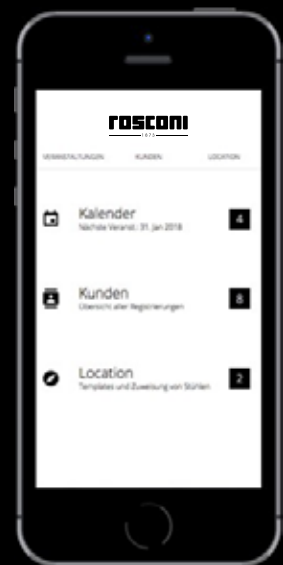 rosconi
1875
VERANSTALTUNGEN KUNDEN LOCATION
Kalender
Nächste Veranst.: 31. Jan 2018
4
Kunden
Übersicht aller Registrierungen
8
Location
Templates und Zuweisung von Stühlen
2